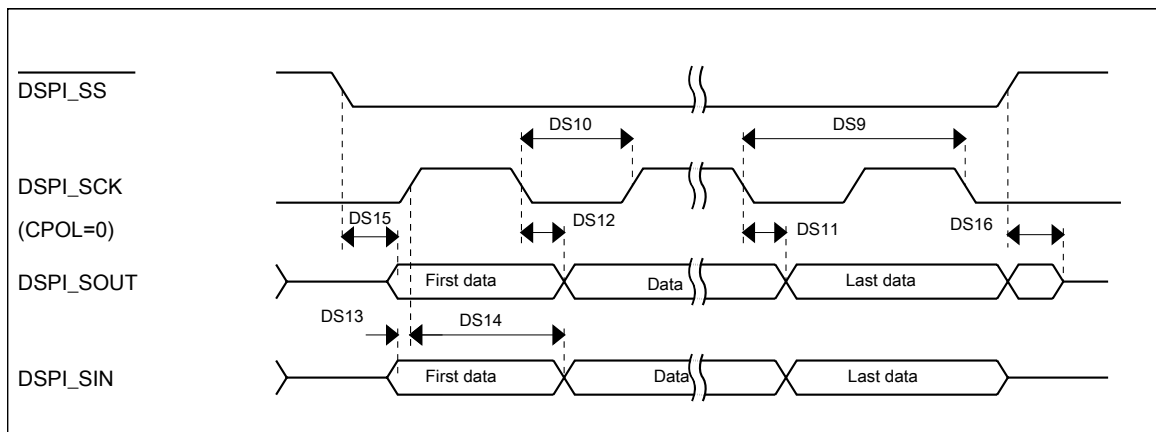 DSPI_SS
DS10
DS9
DSPI_SCK
(CPOL=0)
DS15
DS12
DS11
DS16
DSPI_SOUT
First data
Data
Last data
DS13
DS14
DSPI_SIN
First data
Data
Last data